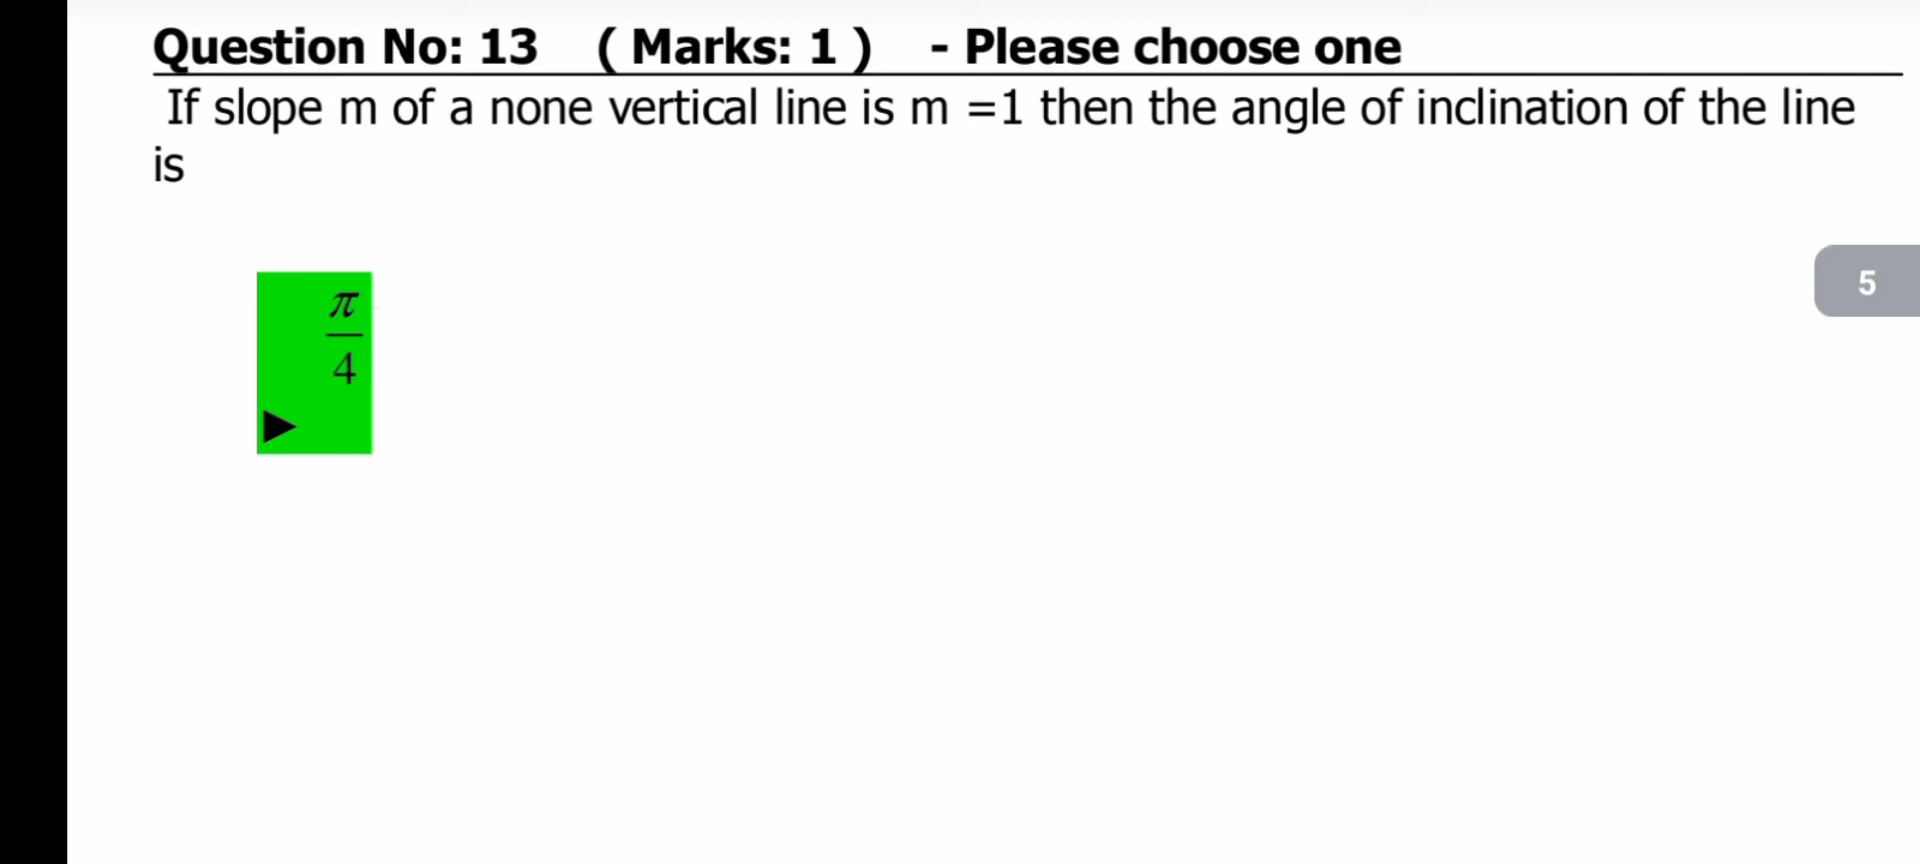 Question No: 13 ( Marks: 1 ) - Please choose one
If slope m of a none vertical line is m =1 then the angle of inclination of the line
is
5
π
4
►